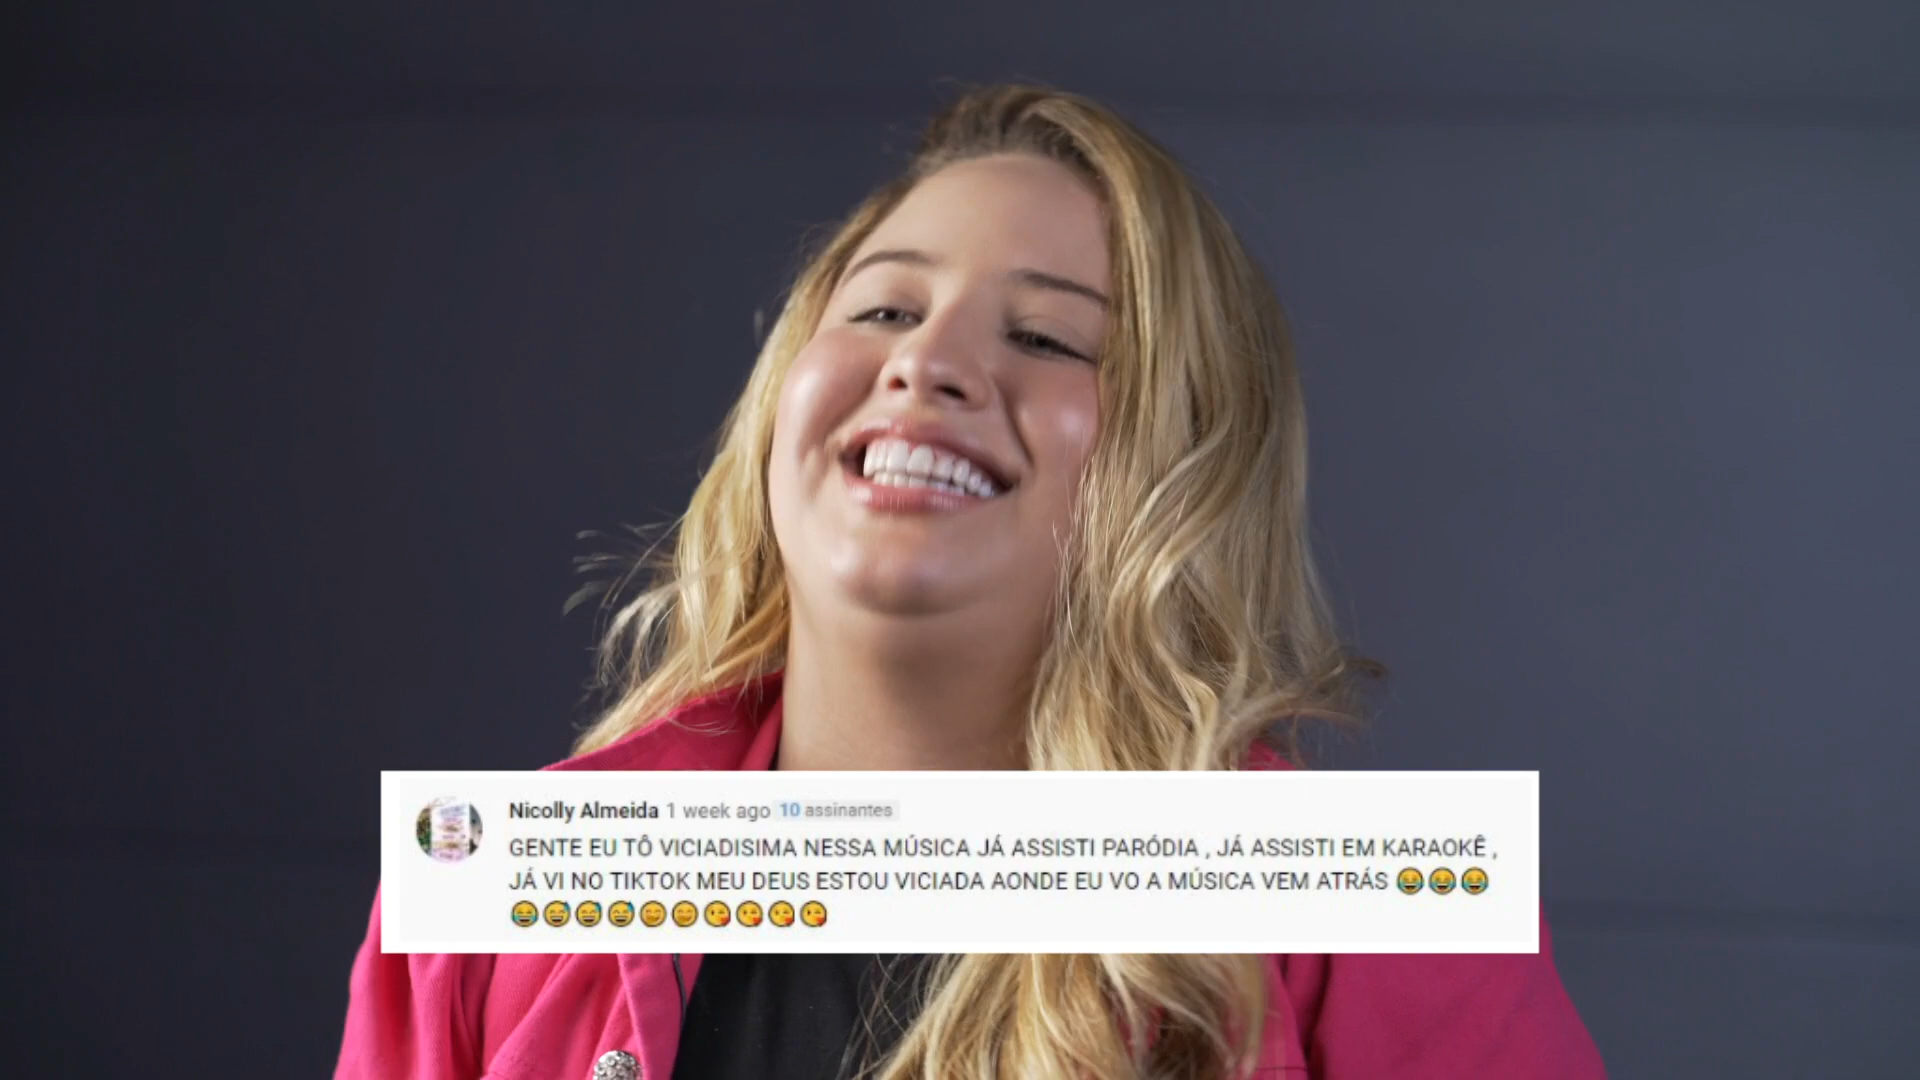 Nicolly Almeida 1 week ago 10 assinantes
GENTE EU TÔ VICIADISIMA NESSA MÚSICA JÁ ASSISTI PARÓDIA , JÁ ASSISTI EM KARAOKÊ ,
JÁ VI NO TIKTOK MEU DEUS ESTOU VICIADA AONDE EU VO A MÚSICA VEM ATRÁS 😂😂😂
😂😅😅😅😊😊😘😘😘😘